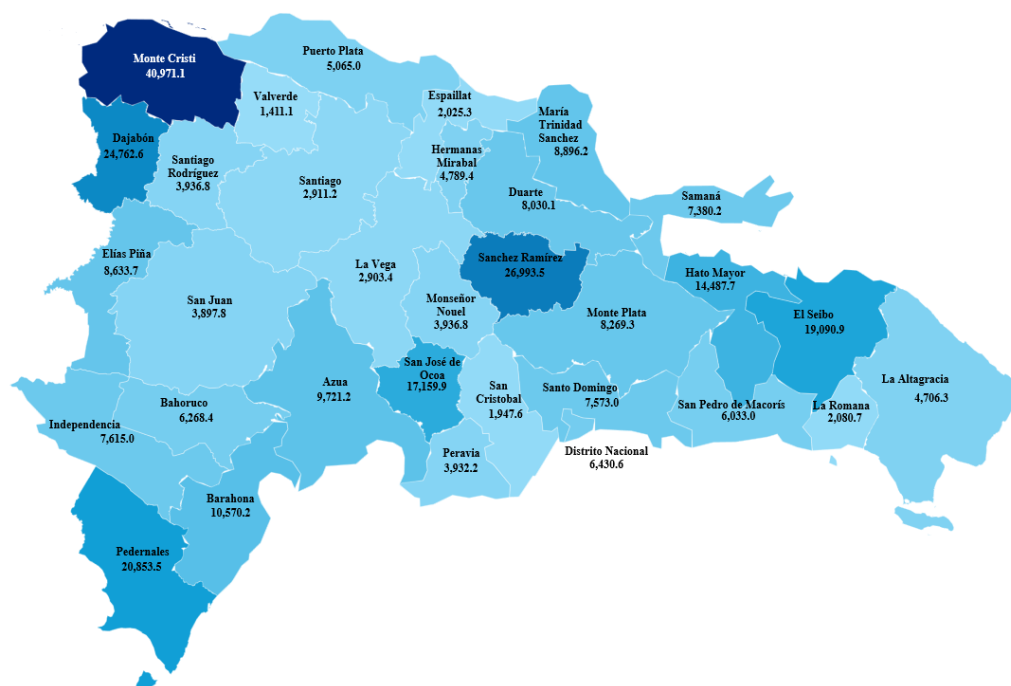 Monte Cristi
40,971.1
Puerto Plata
5,065.0
Valverde
1,411.1
Espaillat
2,025.3
María
Trinidad
Sanchez
8,896.2
Dajabón
24,762.6
Santiago
Rodríguez
3,936.8
Hermanas
Mirabal
4,789.4
Santiago
2,911.2
Duarte
8,030.1
Samaná
7,380.2
Elías Piña
8,633.7
La Vega
2,903.4
Sanchez Ramírez
26,993.5
Hato Mayor
14,487.7
San Juan
3,897.8
Monseñor
Nouel
3,936.8
Monte Plata
8,269.3
El Seibo
19,090.9
San José de
Ocoa
17,159.9
La Altagracia
4,706.3
Bahoruco
6,268.4
Azua
9,721.2
San
Cristobal
1,947.6
Santo Domingo
7,573.0
San Pedro de Macorís
6,033.0
La Romana
2,080.7
Independencía
7,615.0
Peravia
3,932.2
Distrito Nacional
6,430.6
Barahona
10,570.2
Pedernales
20,853.5